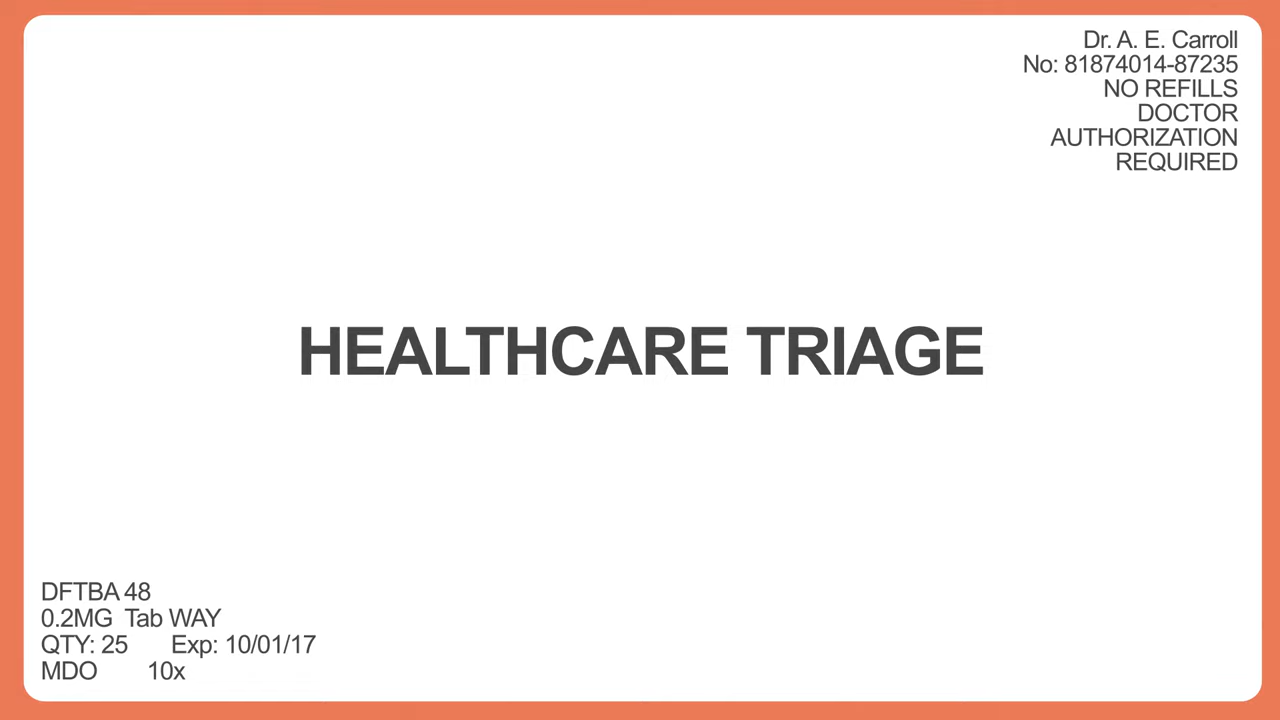 Dr. A. E. Carroll
No: 81874014-87235
NO REFILLS
DOCTOR
AUTHORIZATION
REQUIRED
HEALTHCARE TRIAGE
DFTBA 48
0.2MG Tab WAY
QTY: 25 Exp: 10/01/17
MDO 10x